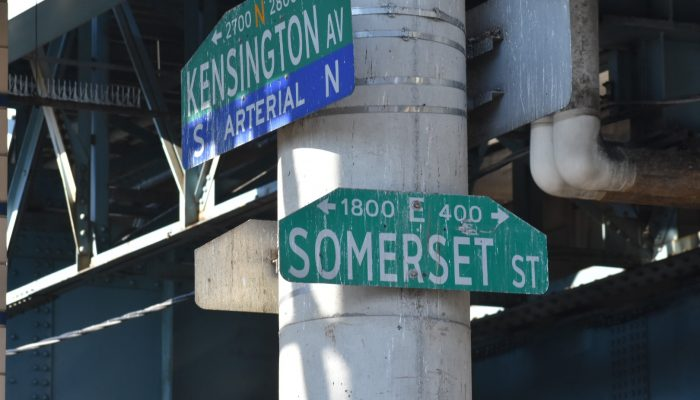 ← 2700 N 2800
KENSINGTON AV
S ARTERIAL N
← 1800 E 400 →
SOMERSET ST